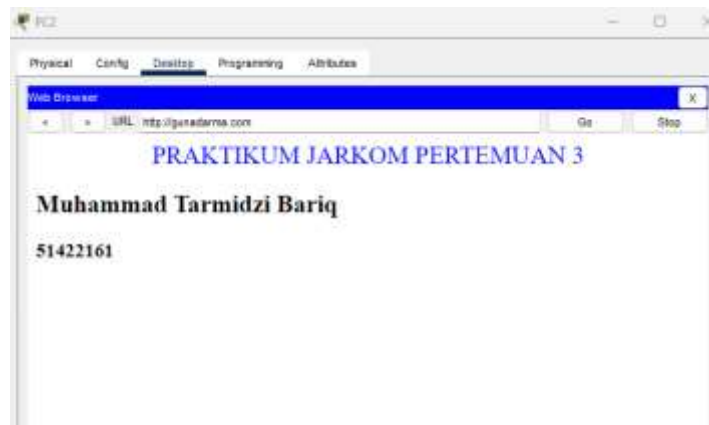 PC2
Physical Config Desktop Programming Attributes
Web Browser
X
< > URL http://gunadarma.com Go Stop
PRAKTIKUM JARKOM PERTEMUAN 3
Muhammad Tarmidzi Bariq
51422161